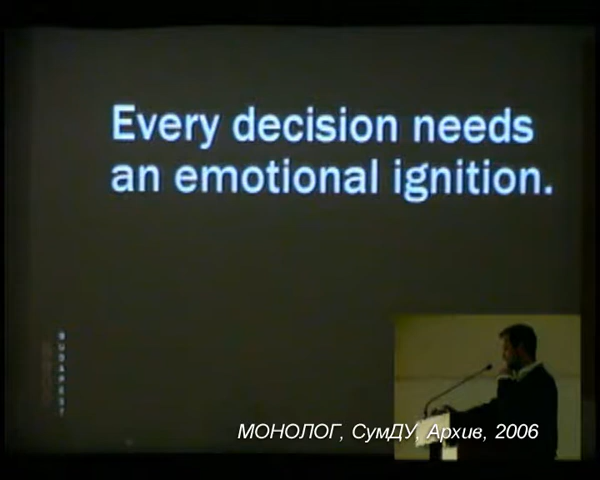 Every decision needs
an emotional ignition.
BUDAPEST
МОНОЛОГ, СумДУ, Архив, 2006